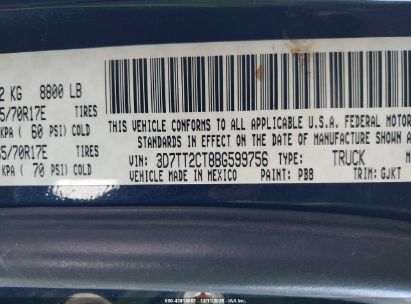 2 KG 8800 LB
5/70R17E TIRES
KPA ( 60 PSI) COLD
5/70R17E TIRES
KPA ( 70 PSI) COLD
THIS VEHICLE CONFORMS TO ALL APPLICABLE U.S.A. FEDERAL MOTOR
STANDARDS IN EFFECT ON THE DATE OF MANUFACTURE SHOWN
VIN: 3D7TT2CT8BG599756 TYPE: TRUCK
VEHICLE MADE IN MEXICO PAINT: PB8 TRIM: GJKT